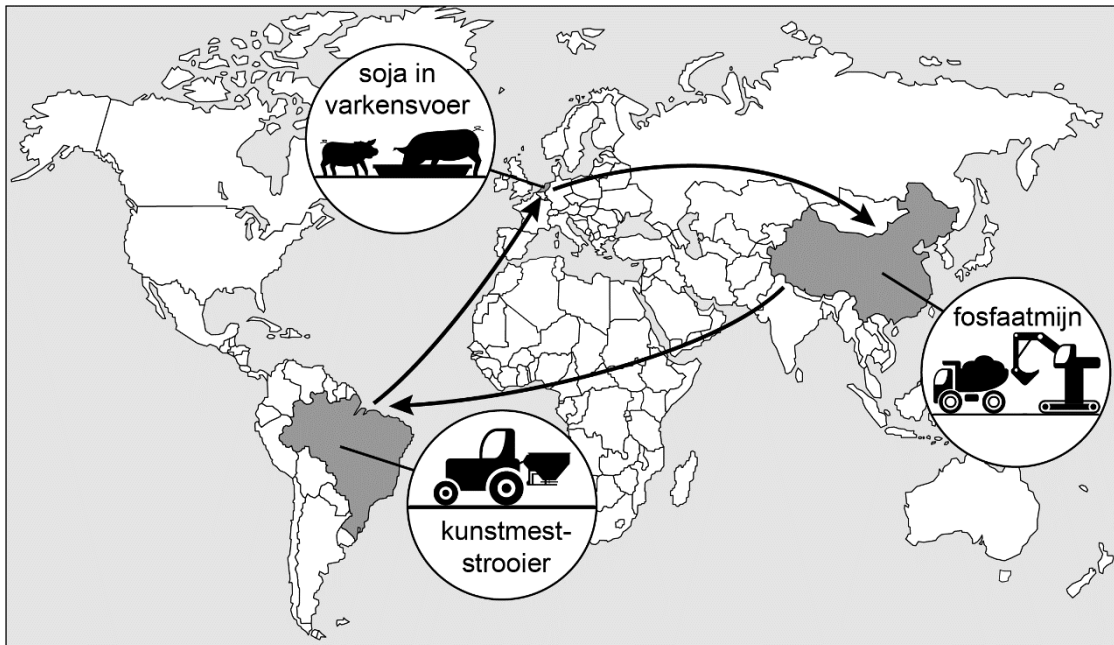 soja in
varkensvoer
fosfaatmijn
kunstmest-
strooier